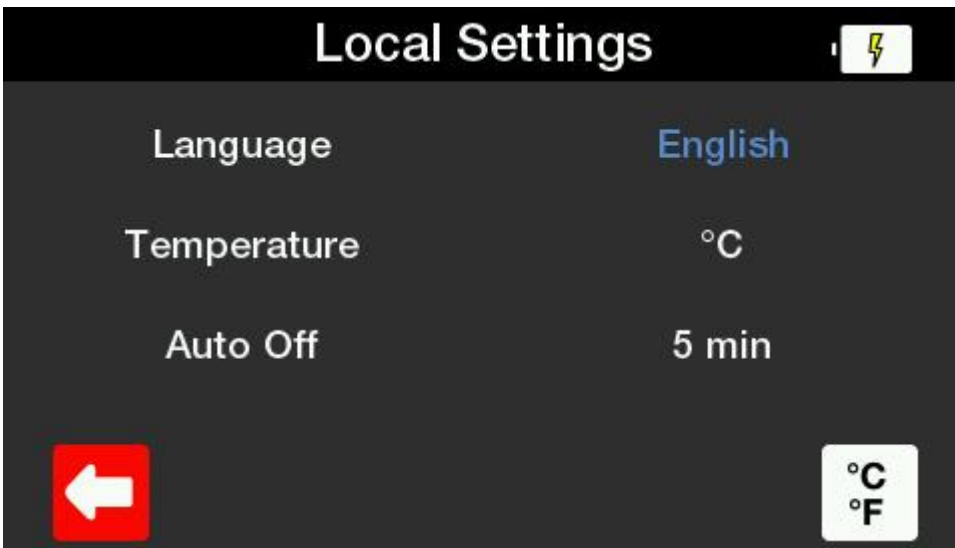 Local Settings
Language English
Temperature °C
Auto Off 5 min
°C
°F